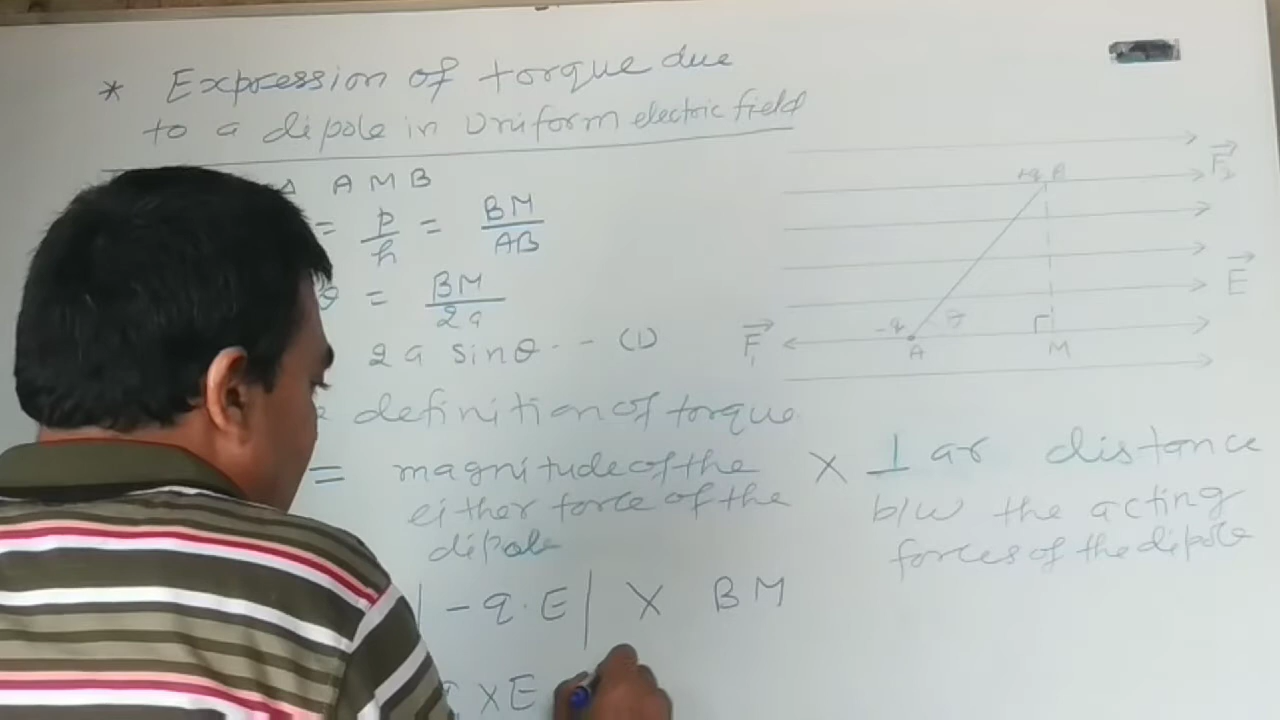 * Expression of torque due
to a dipole in Uniform electric field
Δ A M B
= p/h = BM/AB
θ = BM/2a
2a sinθ -- (1)
definition of torque
= magnitude of the × ⊥ ar distance
either force of the b/w the acting
dipole forces of the dipole
|-q.E| × BM
× E
+q B
F₂
E
F₁
-q
A
M